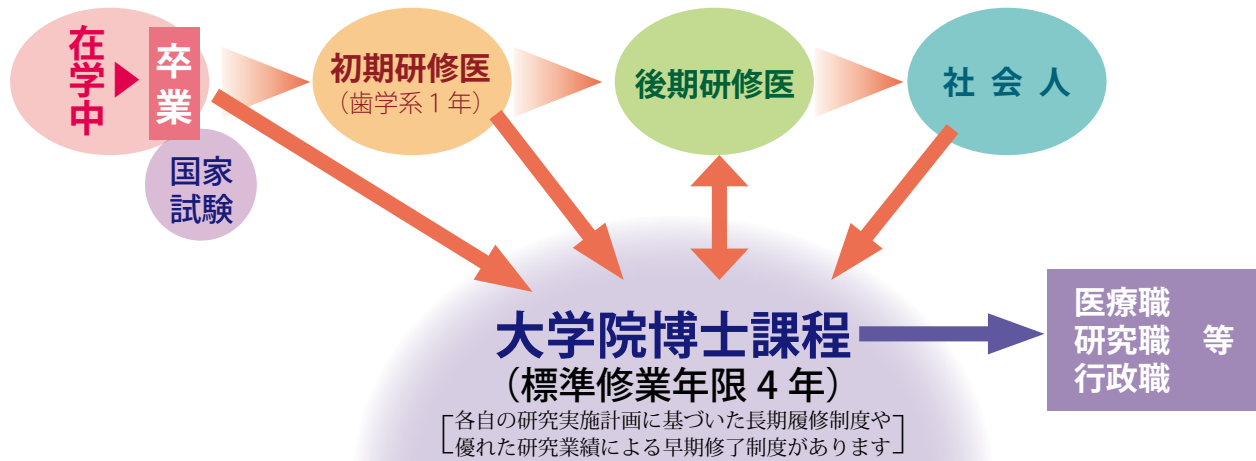 在学中
卒業
国家
試験
初期研修医
（歯学系１年）
後期研修医
社会人
大学院博士課程
（標準修業年限４年）
各自の研究実施計画に基づいた長期履修制度や
優れた研究業績による早期修了制度があります
医療職
研究職　等
行政職